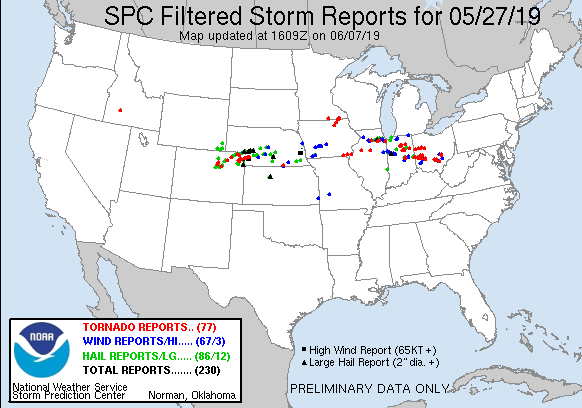 SPC Filtered Storm Reports for 05/27/19
Map updated at 1609Z on 06/07/19
NOAA
TORNADO REPORTS.. (77)
WIND REPORTS/HI..... (67/3)
HAIL REPORTS/LG..... (86/12)
TOTAL REPORTS....... (230)
National Weather Service
Storm Prediction Center Norman, Oklahoma
High Wind Report (65KT +)
Large Hail Report (2" dia. +)
PRELIMINARY DATA ONLY